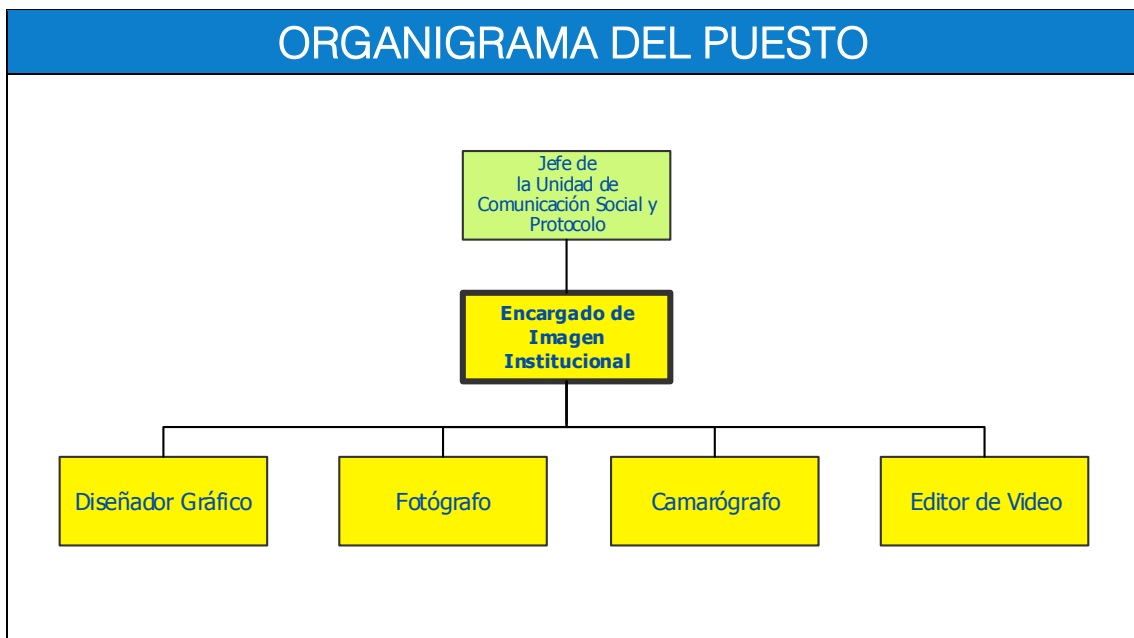 ORGANIGRAMA DEL PUESTO
Jefe de
la Unidad de
Comunicación Social y
Protocolo
Encargado de
Imagen
Institucional
Diseñador Gráfico
Fotógrafo
Camarógrafo
Editor de Video